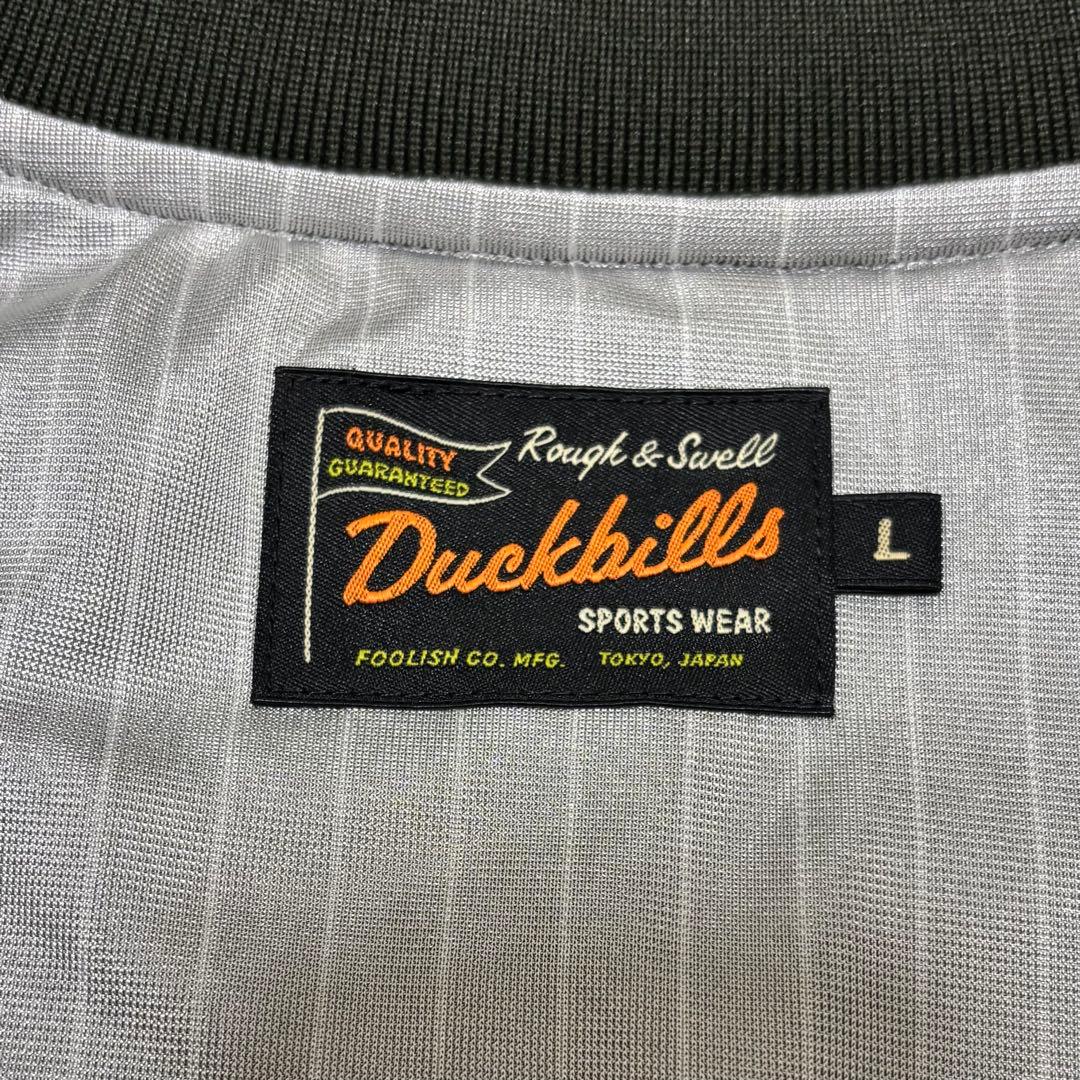 QUALITY
GUARANTEED
Rough & Swell
Duckbills
SPORTS WEAR
FOOLISH CO. MFG. TOKYO, JAPAN
L